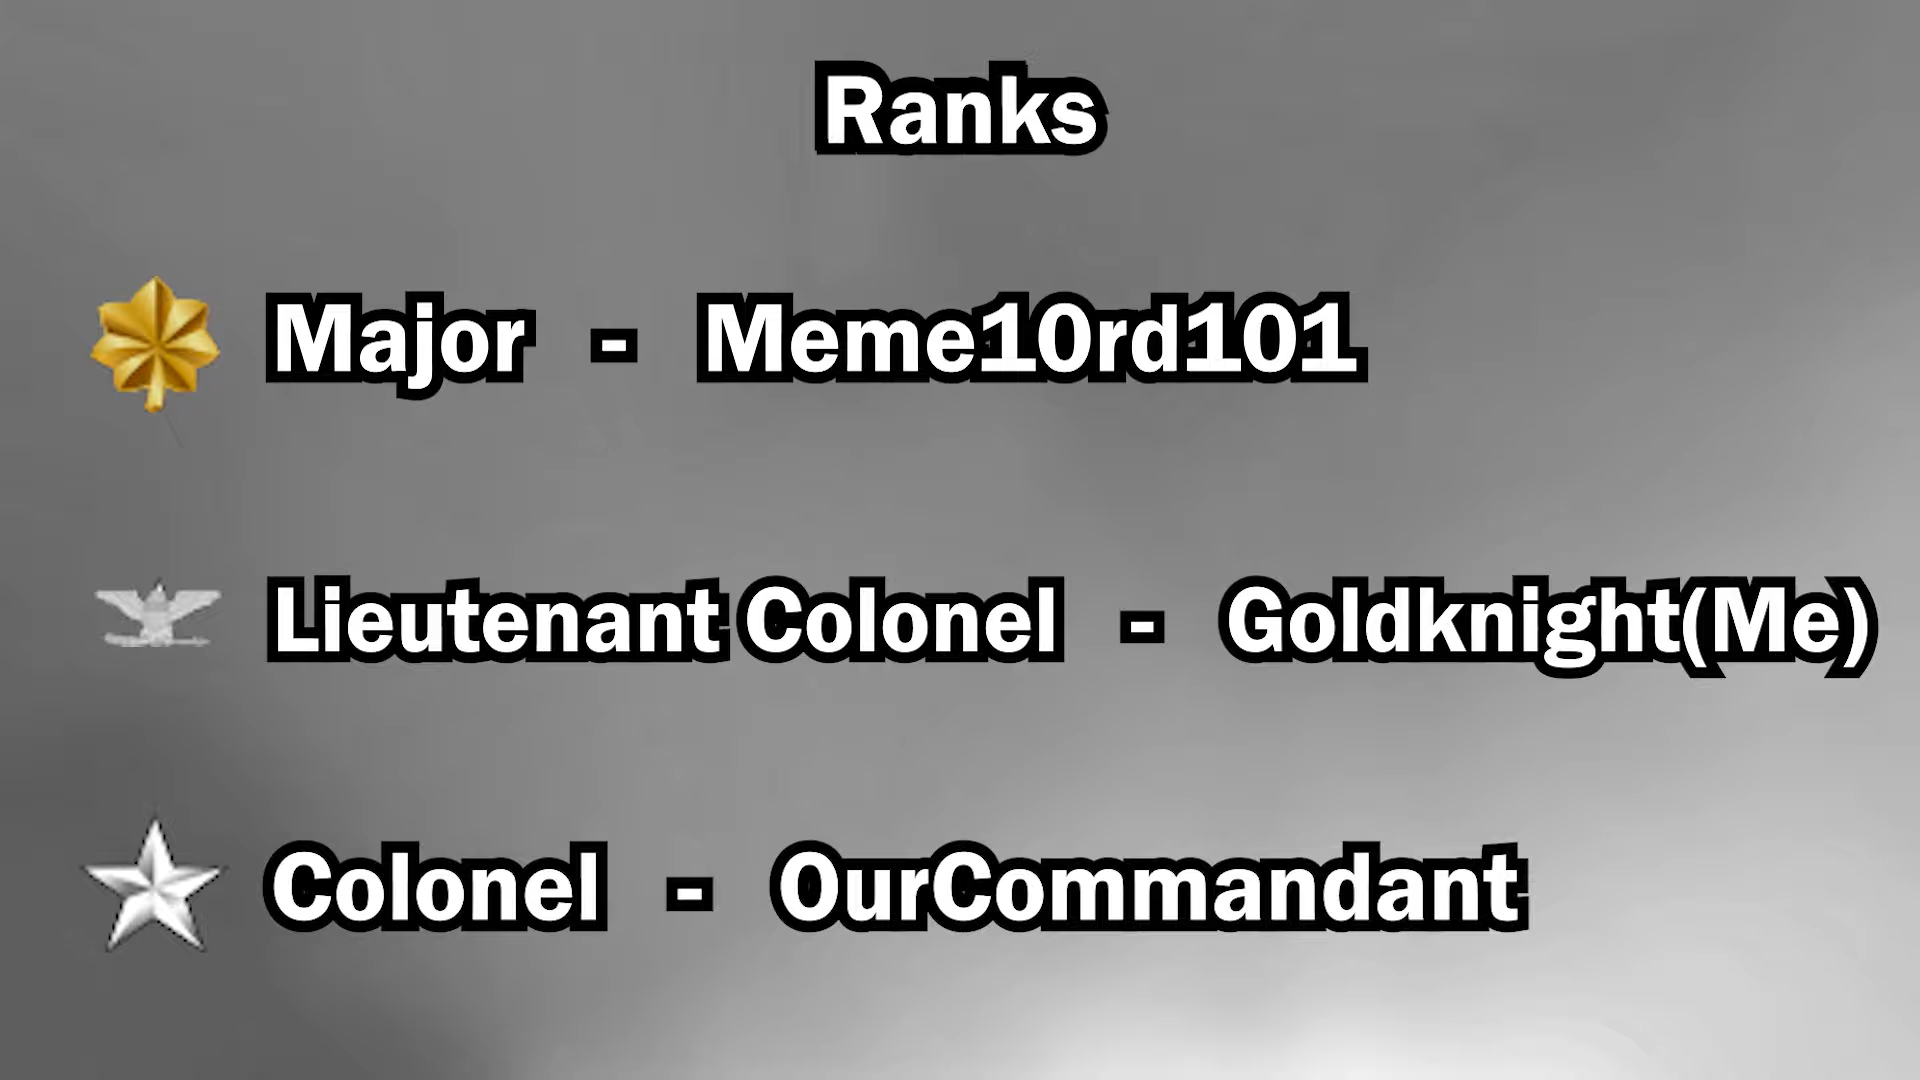 Ranks
Major - Meme10rd101
Lieutenant Colonel - Goldknight(Me)
Colonel - OurCommandant